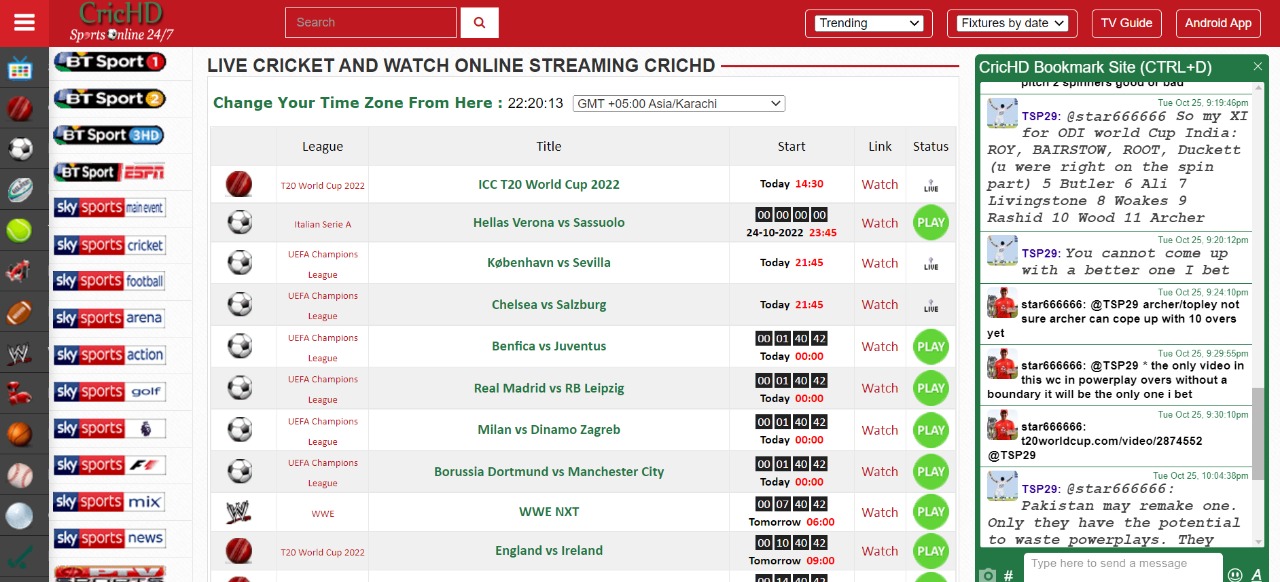 CricHD
Sports Online 24/7
Search
Trending
Fixtures by date
TV Guide
Android App
BT Sport 1
BT Sport 2
BT Sport 3HD
BT Sport ESPN
sky sports main event
sky sports cricket
sky sports football
sky sports arena
sky sports action
sky sports golf
sky sports
sky sports F1
sky sports mix
sky sports news
PTV
SPORTS
LIVE CRICKET AND WATCH ONLINE STREAMING CRICHD
Change Your Time Zone From Here : 22:20:13 GMT +05:00 Asia/Karachi
League Title Start Link Status
T20 World Cup 2022 ICC T20 World Cup 2022 Today 14:30 Watch LIVE
00 00 00 00
Italian Serie A Hellas Verona vs Sassuolo 24-10-2022 23:45 Watch PLAY
UEFA Champions
League København vs Sevilla Today 21:45 Watch LIVE
UEFA Champions
League Chelsea vs Salzburg Today 21:45 Watch LIVE
UEFA Champions 00 01 40 42
League Benfica vs Juventus Today 00:00 Watch PLAY
UEFA Champions 00 01 40 42
League Real Madrid vs RB Leipzig Today 00:00 Watch PLAY
UEFA Champions 00 01 40 42
League Milan vs Dinamo Zagreb Today 00:00 Watch PLAY
UEFA Champions 00 01 40 42
League Borussia Dortmund vs Manchester City Today 00:00 Watch PLAY
00 07 40 42
WWE WWE NXT Tomorrow 06:00 Watch PLAY
00 10 40 42
T20 World Cup 2022 England vs Ireland Tomorrow 09:00 Watch PLAY
00 14 40 42
CricHD Bookmark Site (CTRL+D)
pitch 2 spinners good or bad
Tue Oct 25, 9:19:46pm
TSP29: @star666666 So my XI
for ODI world Cup India:
ROY, BAIRSTOW, ROOT, Duckett
(u were right on the spin
part) 5 Butler 6 Ali 7
Livingstone 8 Woakes 9
Rashid 10 Wood 11 Archer
Tue Oct 25, 9:20:12pm
TSP29: You cannot come up
with a better one I bet
Tue Oct 25, 9:24:10pm
star666666: @TSP29 archer/topley not
sure archer can cope up with 10 overs
yet
Tue Oct 25, 9:29:55pm
star666666: @TSP29 * the only video in
this wc in powerplay overs without a
boundary it will be the only one i bet
Tue Oct 25, 9:30:10pm
star666666:
t20worldcup.com/video/2874552
@TSP29
Tue Oct 25, 10:04:38pm
TSP29: @star666666:
Pakistan may remake one.
Only they have the potential
to waste powerplays. They
Type here to send a message
# A